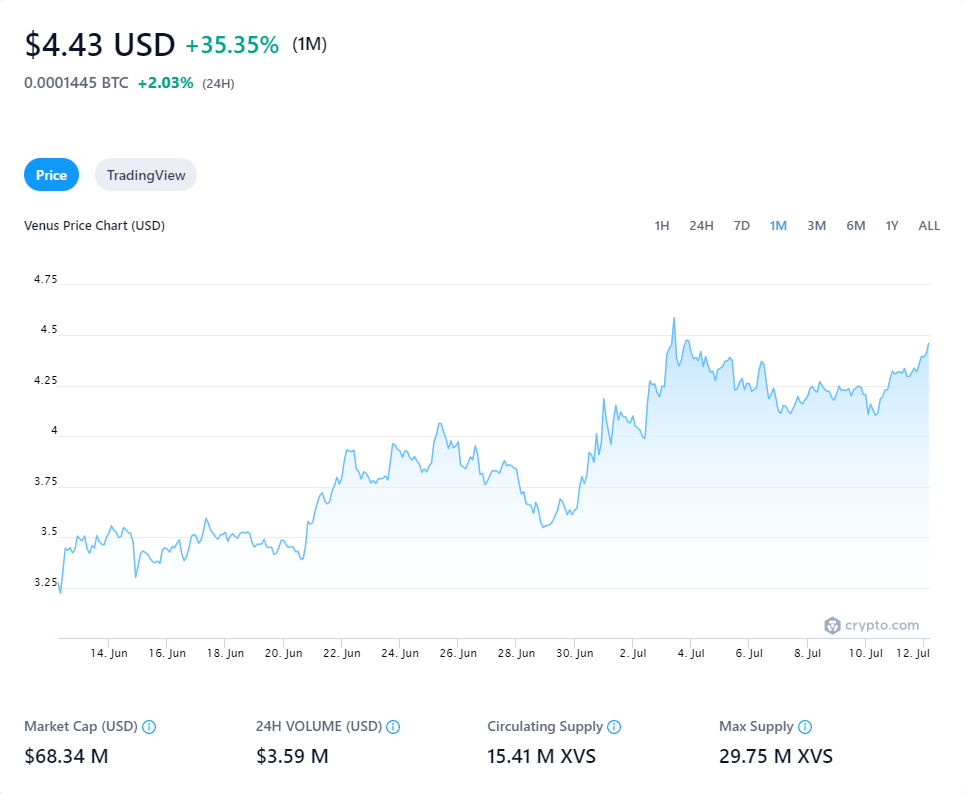 $4.43 USD +35.35% (1M)
0.0001445 BTC +2.03% (24H)
Price TradingView
Venus Price Chart (USD) 1H 24H 7D 1M 3M 6M 1Y ALL
4.75
4.5
4.25
4
3.75
3.5
3.25
crypto.com
14. Jun 16. Jun 18. Jun 20. Jun 22. Jun 24. Jun 26. Jun 28. Jun 30. Jun 2. Jul 4. Jul 6. Jul 8. Jul 10. Jul 12. Jul
Market Cap (USD) 24H VOLUME (USD) Circulating Supply Max Supply
$68.34 M $3.59 M 15.41 M XVS 29.75 M XVS